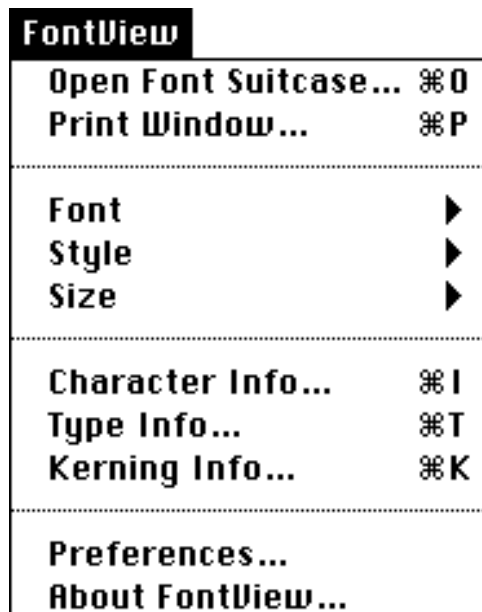 FontView
Open Font Suitcase... ⌘O
Print Window... ⌘P
Font ▶
Style ▶
Size ▶
Character Info... ⌘I
Type Info... ⌘T
Kerning Info... ⌘K
Preferences...
About FontView...